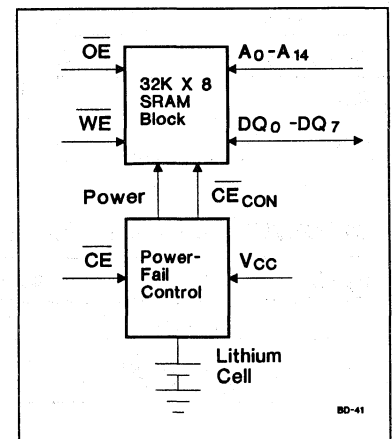 OE
A0-A14
32K X 8
SRAM
Block
WE
DQ0 -DQ7
Power
CECON
CE
Power-
Fail
Control
VCC
Lithium
Cell
BD-41